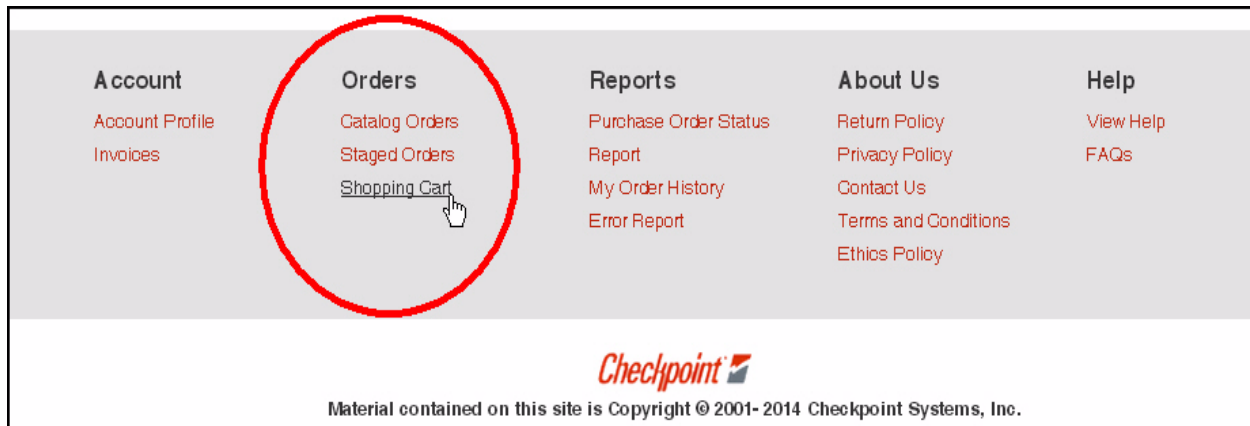 Account
Account Profile
Invoices
Orders
Catalog Orders
Staged Orders
Shopping Cart
Reports
Purchase Order Status
Report
My Order History
Error Report
About Us
Return Policy
Privacy Policy
Contact Us
Terms and Conditions
Ethics Policy
Help
View Help
FAQs
Checkpoint
Material contained on this site is Copyright © 2001- 2014 Checkpoint Systems, Inc.